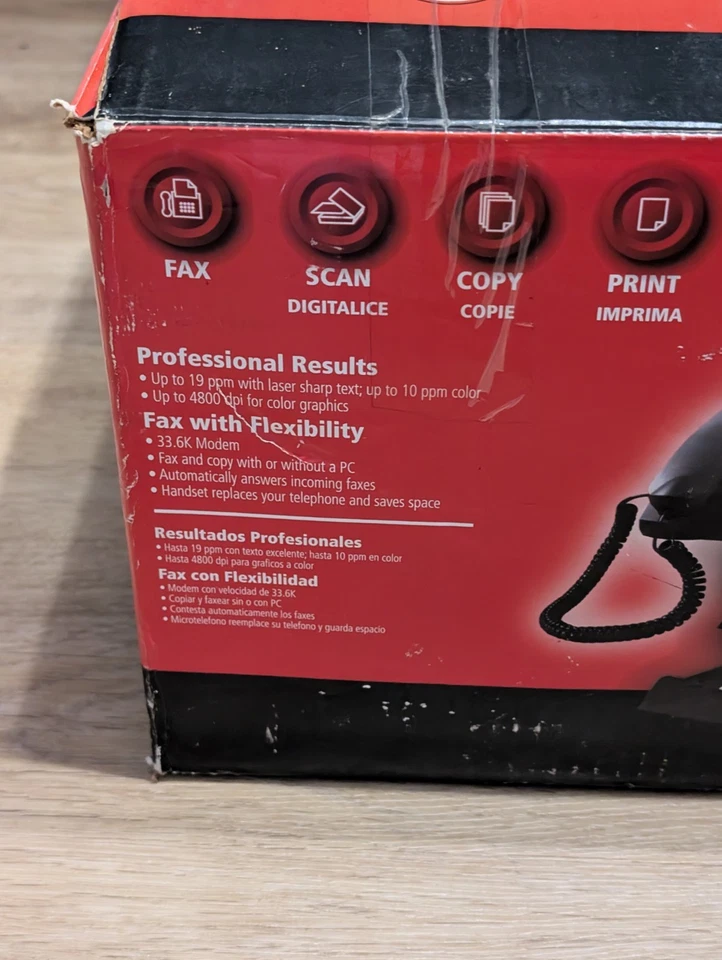 FAX
SCAN
COPY
PRINT
DIGITALICE
COPIE
IMPRIMA
Professional Results
• Up to 19 ppm with laser sharp text; up to 10 ppm color
• Up to 4800 dpi for color graphics
Fax with Flexibility
• 33.6K Modem
• Fax and copy with or without a PC
• Automatically answers incoming faxes
• Handset replaces your telephone and saves space
Resultados Profesionales
• Hasta 19 ppm con texto excelente; hasta 10 ppm en color
• Hasta 4800 dpi para graficos a color
Fax con Flexibilidad
• Modem con velocidad de 33.6K
• Copiar y faxear sin o con PC
• Contesta automaticamente los faxes
• Microtelefono reemplace su telefono y guarda espacio